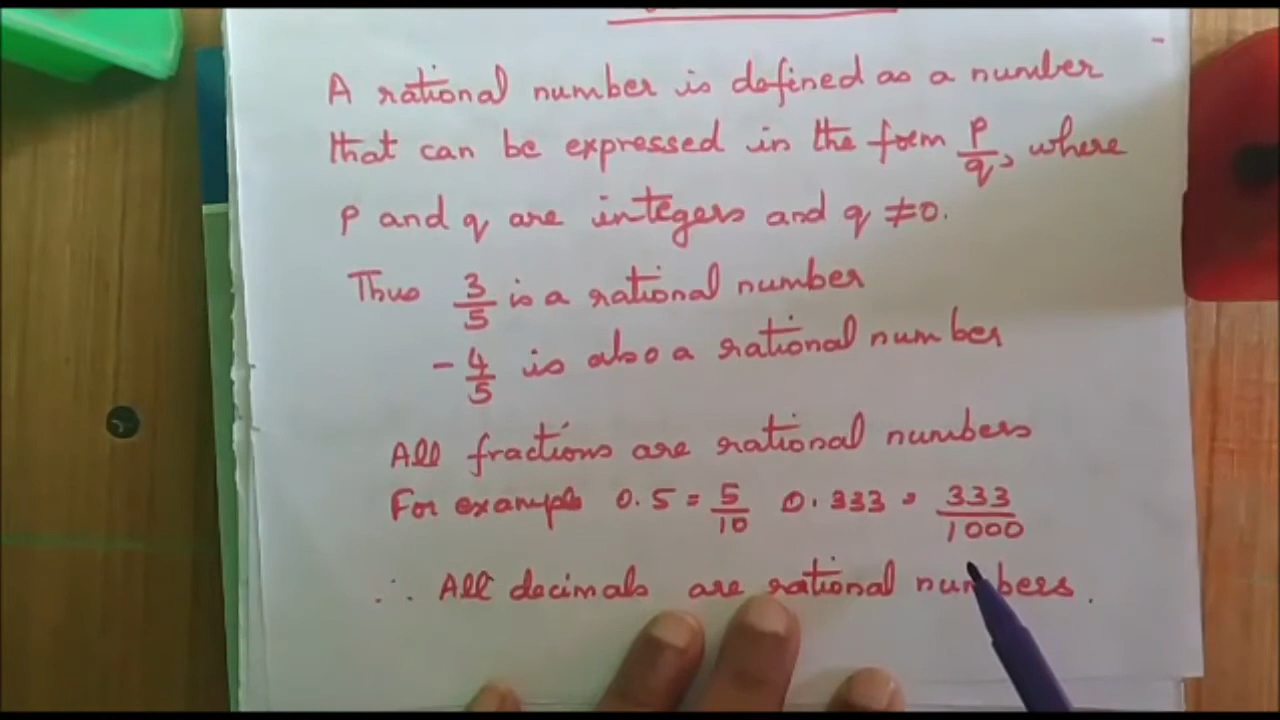 A rational number is defined as a number
that can be expressed in the form p/q, where
p and q are integers and q ≠ 0.
Thus 3/5 is a rational number
- 4/5 is also a rational number
All fractions are rational numbers
For example 0.5 = 5/10 0.333 = 333/1000
∴ All decimals are rational numbers.